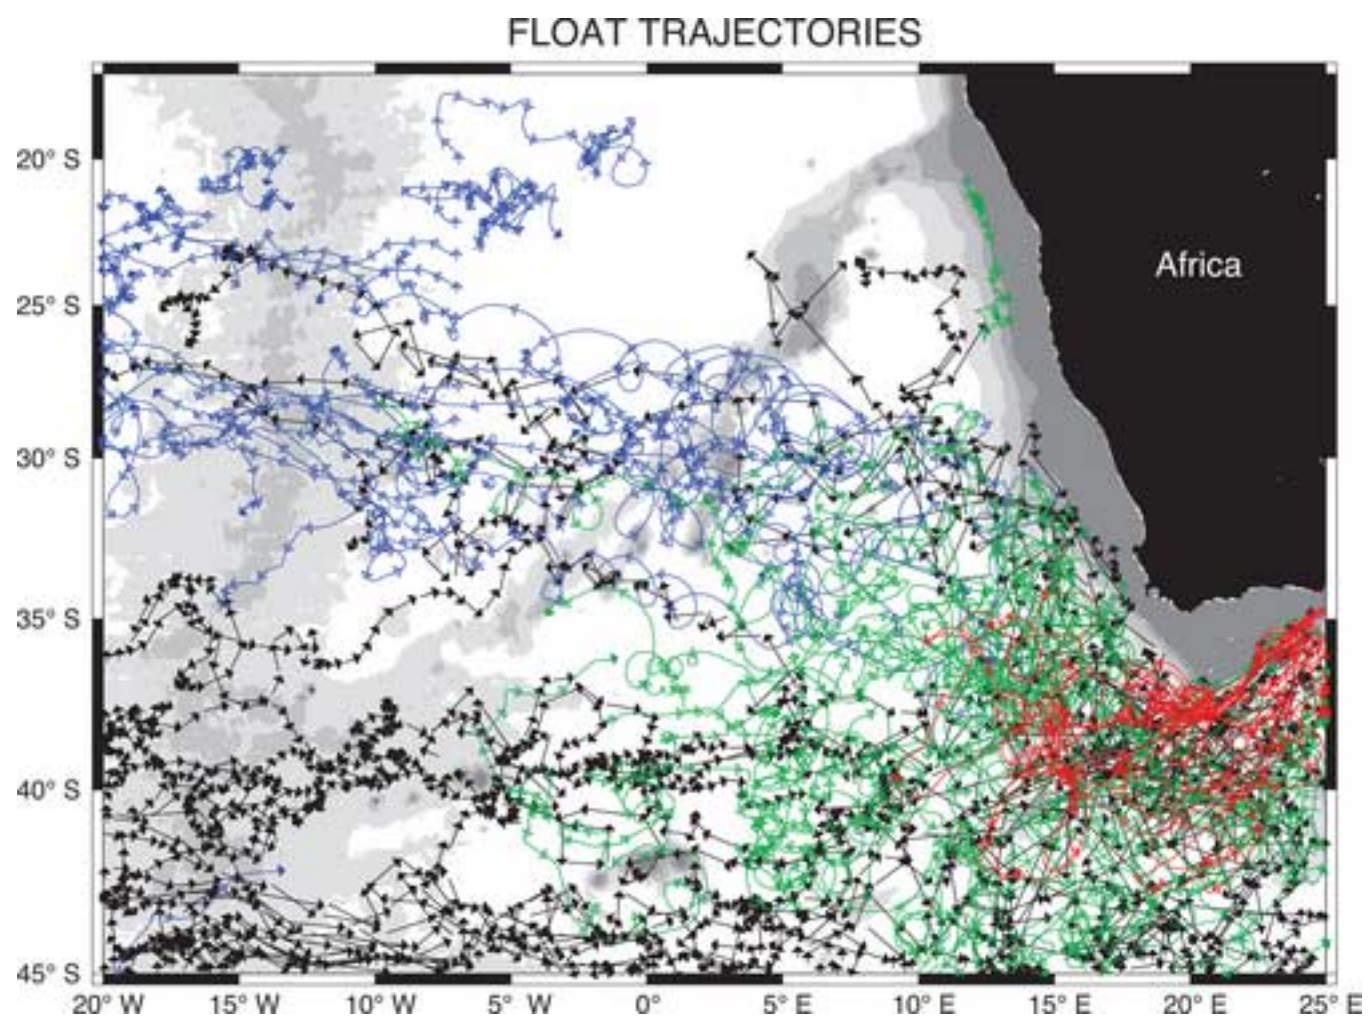 FLOAT TRAJECTORIES
20° S
25° S
30° S
35° S
40° S
45° S
Africa
20° W 15° W 10° W 5° W 0° 5° E 10° E 15° E 20° E 25° E